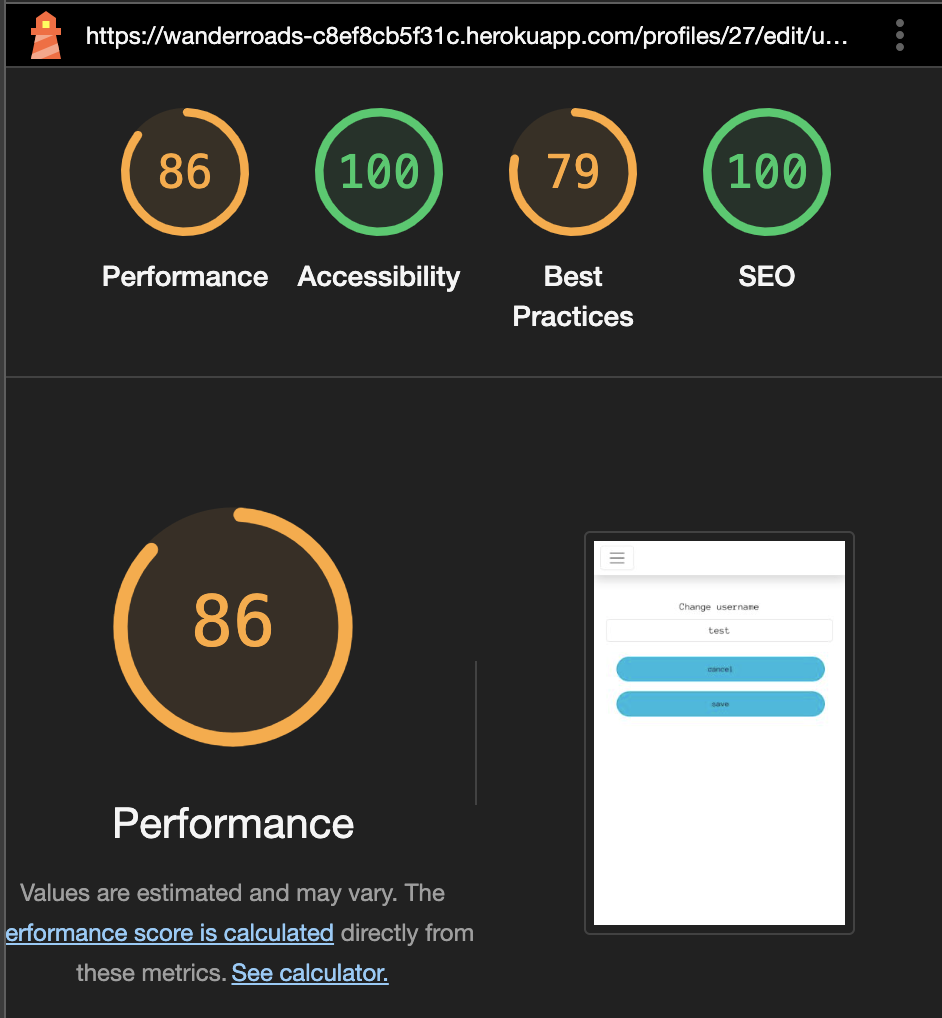 https://wanderroads-c8ef8cb5f31c.herokuapp.com/profiles/27/edit/u...
86
100
79
100
Performance
Accessibility
Best
Practices
SEO
86
Performance
Values are estimated and may vary. The
erformance score is calculated directly from
these metrics. See calculator.
Change username
test
cancel
save